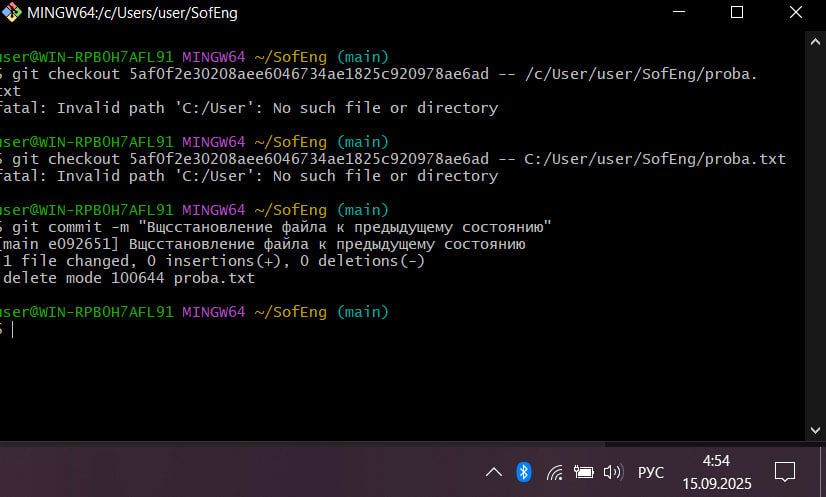 MINGW64:/c/Users/user/SofEng
user@WIN-RPB0H7AFL91 MINGW64 ~/SofEng (main)
$ git checkout 5af0f2e30208aee6046734ae1825c920978ae6ad -- /c/User/user/SofEng/proba.
txt
fatal: Invalid path 'C:/User': No such file or directory
user@WIN-RPB0H7AFL91 MINGW64 ~/SofEng (main)
$ git checkout 5af0f2e30208aee6046734ae1825c920978ae6ad -- C:/User/user/SofEng/proba.txt
fatal: Invalid path 'C:/User': No such file or directory
user@WIN-RPB0H7AFL91 MINGW64 ~/SofEng (main)
$ git commit -m "Вщсстановление файла к предыдущему состоянию"
[main e092651] Вщсстановление файла к предыдущему состоянию
1 file changed, 0 insertions(+), 0 deletions(-)
delete mode 100644 proba.txt
user@WIN-RPB0H7AFL91 MINGW64 ~/SofEng (main)
$
РУС
4:54
15.09.2025